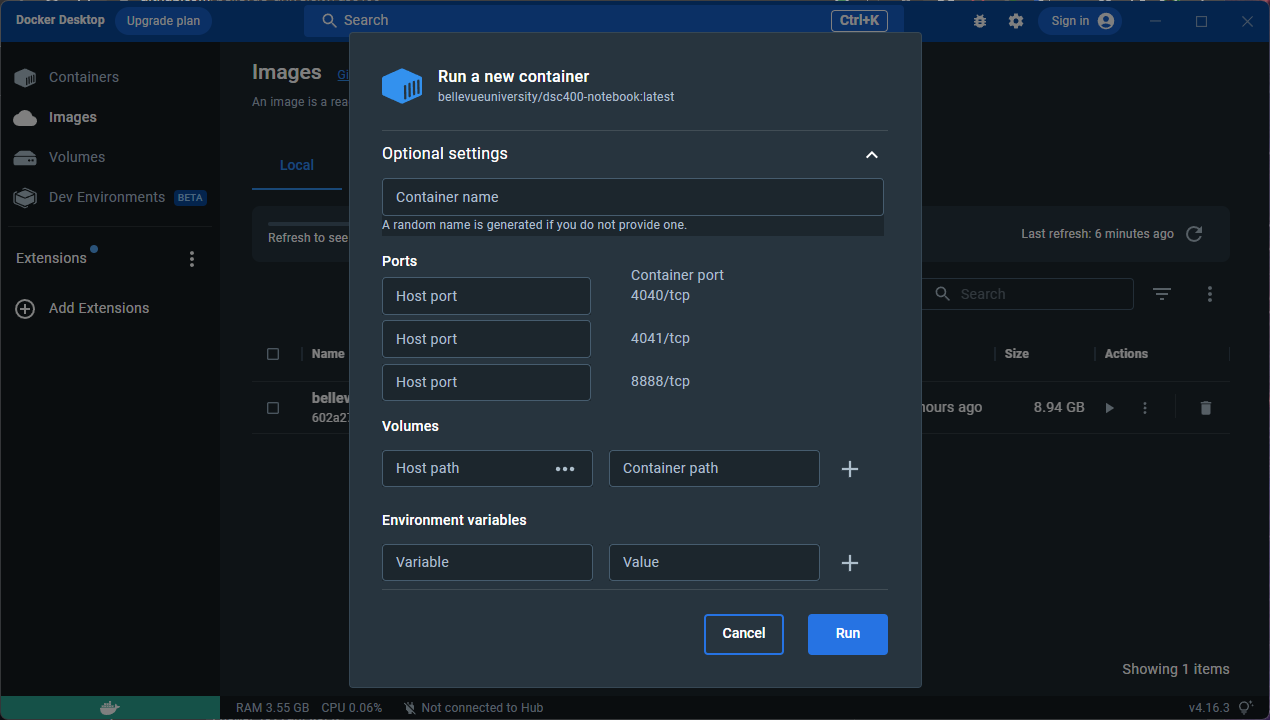 Docker Desktop Upgrade plan Search Ctrl+K Sign in
Containers
Images
Volumes
Dev Environments BETA
Extensions
Add Extensions
Images Gi
An image is a rea
Local
Refresh to see
Last refresh: 6 minutes ago
Search
Name Size Actions
bellev
602a27
hours ago 8.94 GB
Showing 1 items
Run a new container
bellevueuniversity/dsc400-notebook:latest
Optional settings
Container name
A random name is generated if you do not provide one.
Ports
Container port
Host port 4040/tcp
Host port 4041/tcp
Host port 8888/tcp
Volumes
Host path ••• Container path
Environment variables
Variable Value
Cancel Run
RAM 3.55 GB CPU 0.06% Not connected to Hub v4.16.3